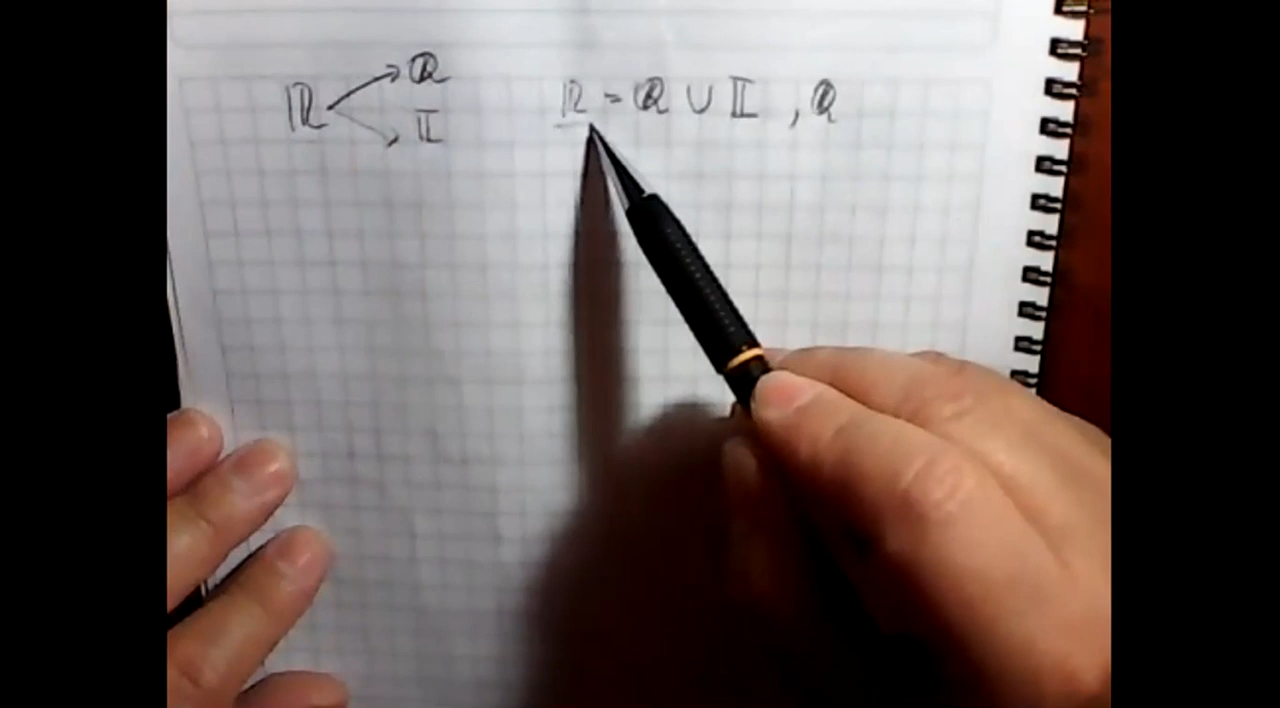 ℝ → ℚ
→ 𝕀
ℝ = ℚ ∪ 𝕀 , ℚ